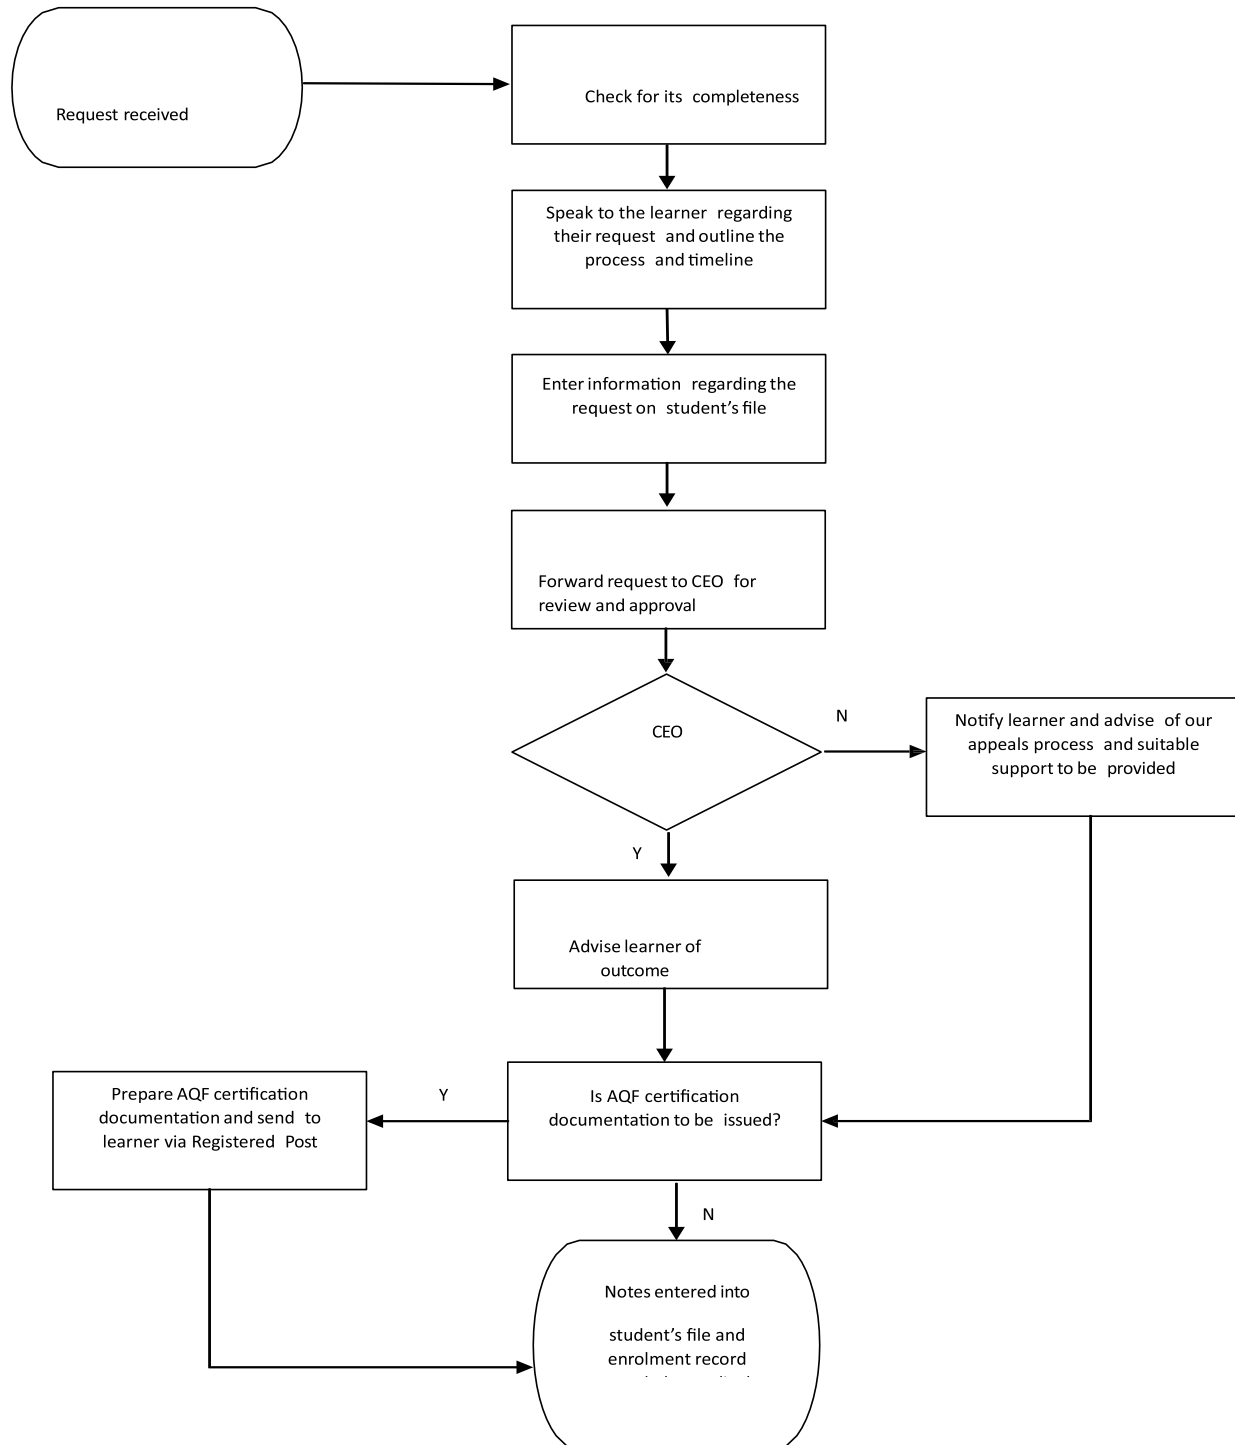 Request received
Check for its completeness
Speak to the learner regarding
their request and outline the
process and timeline
Enter information regarding the
request on student's file
Forward request to CEO for
review and approval
CEO
N
Notify learner and advise of our
appeals process and suitable
support to be provided
Y
Advise learner of
outcome
Is AQF certification
documentation to be issued?
Y
Prepare AQF certification
documentation and send to
learner via Registered Post
N
Notes entered into
student's file and
enrolment record